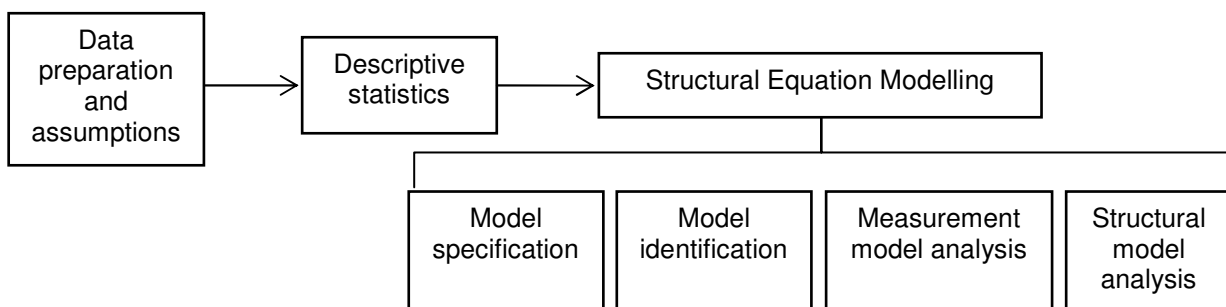 Data
preparation
and
assumptions
Descriptive
statistics
Structural Equation Modelling
Model
specification
Model
identification
Measurement
model analysis
Structural
model
analysis